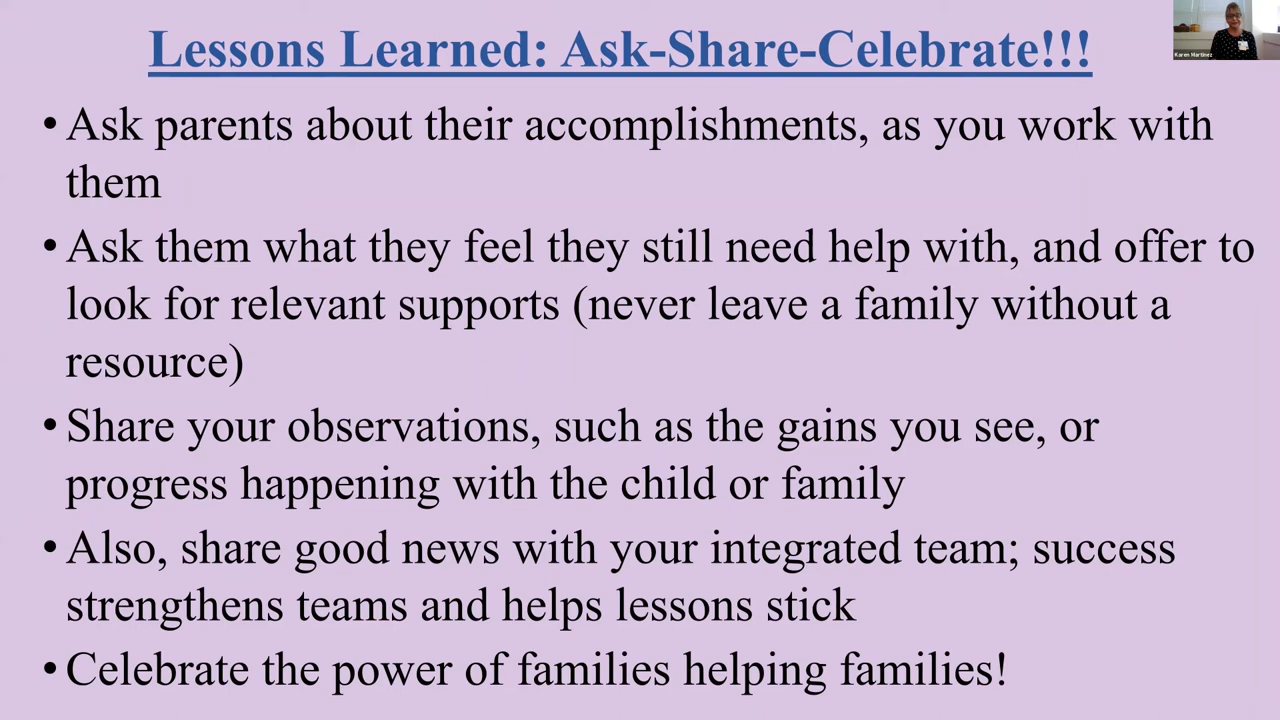 Lessons Learned: Ask-Share-Celebrate!!!
• Ask parents about their accomplishments, as you work with
them
• Ask them what they feel they still need help with, and offer to
look for relevant supports (never leave a family without a
resource)
• Share your observations, such as the gains you see, or
progress happening with the child or family
• Also, share good news with your integrated team; success
strengthens teams and helps lessons stick
• Celebrate the power of families helping families!
Karen Martinez